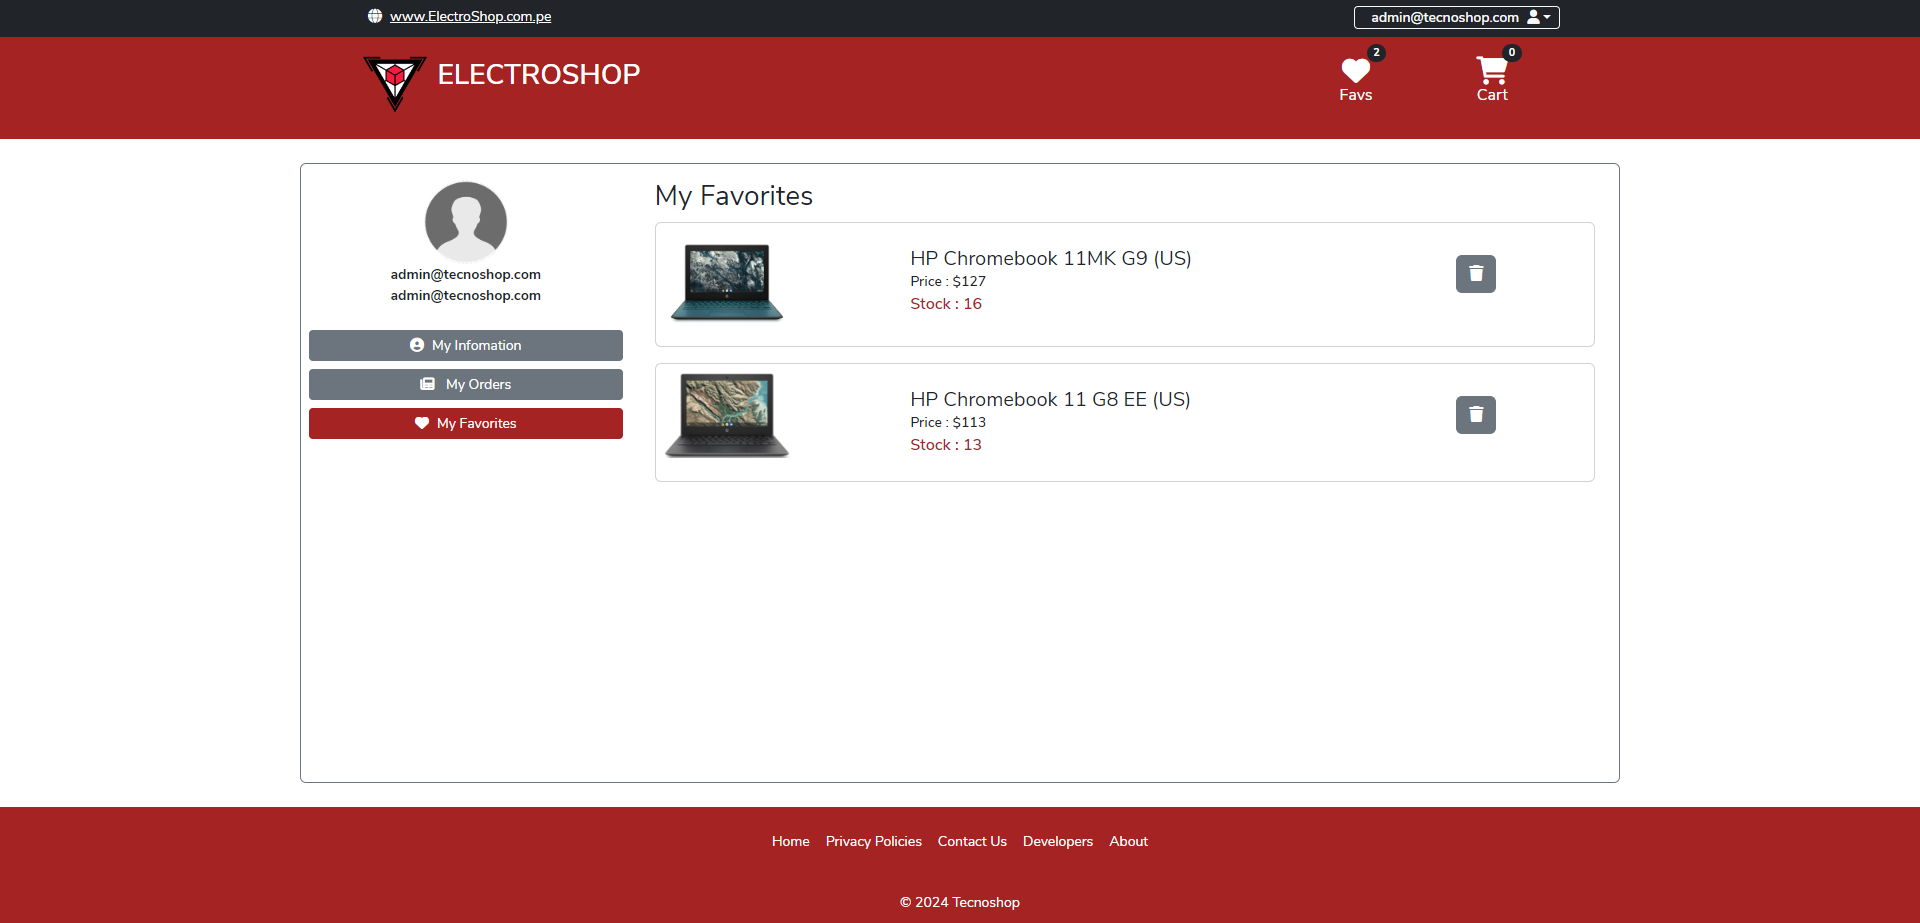 www.ElectroShop.com.pe
admin@tecnoshop.com
ELECTROSHOP
2
Favs
0
Cart
admin@tecnoshop.com
admin@tecnoshop.com
My Infomation
My Orders
My Favorites
My Favorites
HP Chromebook 11MK G9 (US)
Price : $127
Stock : 16
HP Chromebook 11 G8 EE (US)
Price : $113
Stock : 13
Home Privacy Policies Contact Us Developers About
© 2024 Tecnoshop